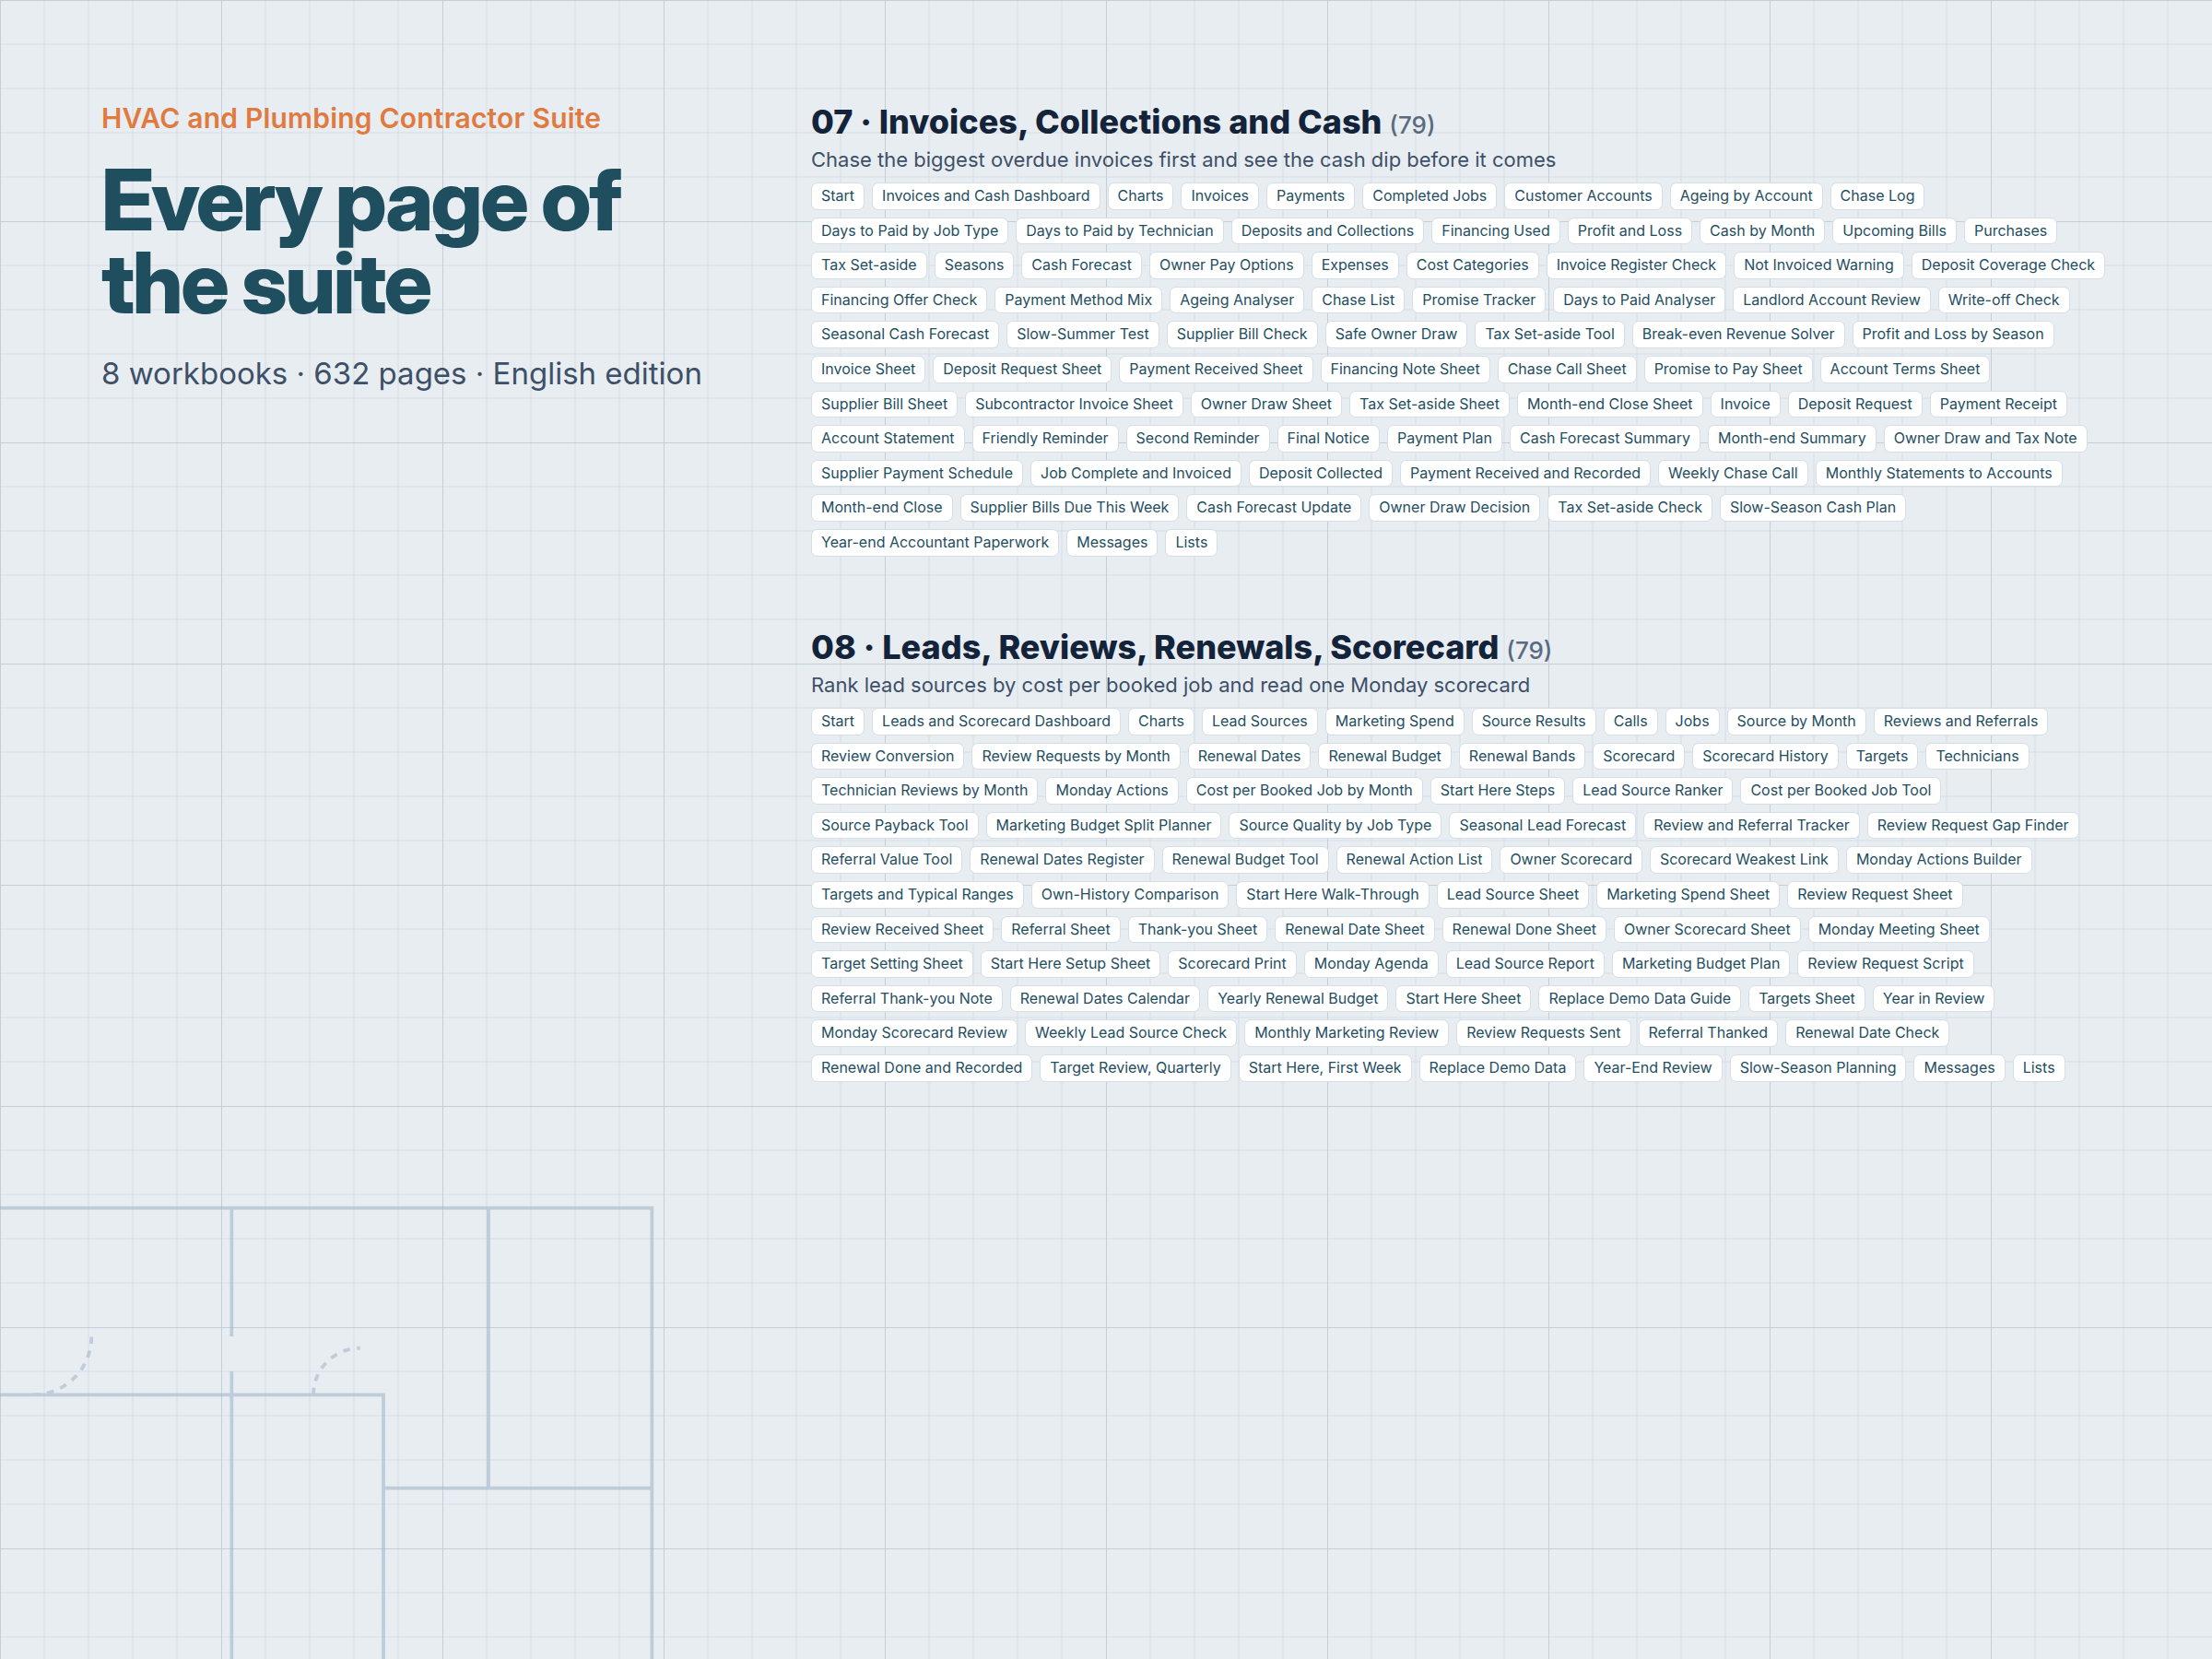 HVAC and Plumbing Contractor Suite
Every page of
the suite
8 workbooks · 632 pages · English edition
07 · Invoices, Collections and Cash (79)
Chase the biggest overdue invoices first and see the cash dip before it comes
Start Invoices and Cash Dashboard Charts Invoices Payments Completed Jobs Customer Accounts Ageing by Account Chase Log
Days to Paid by Job Type Days to Paid by Technician Deposits and Collections Financing Used Profit and Loss Cash by Month Upcoming Bills Purchases
Tax Set-aside Seasons Cash Forecast Owner Pay Options Expenses Cost Categories Invoice Register Check Not Invoiced Warning Deposit Coverage Check
Financing Offer Check Payment Method Mix Ageing Analyser Chase List Promise Tracker Days to Paid Analyser Landlord Account Review Write-off Check
Seasonal Cash Forecast Slow-Summer Test Supplier Bill Check Safe Owner Draw Tax Set-aside Tool Break-even Revenue Solver Profit and Loss by Season
Invoice Sheet Deposit Request Sheet Payment Received Sheet Financing Note Sheet Chase Call Sheet Promise to Pay Sheet Account Terms Sheet
Supplier Bill Sheet Subcontractor Invoice Sheet Owner Draw Sheet Tax Set-aside Sheet Month-end Close Sheet Invoice Deposit Request Payment Receipt
Account Statement Friendly Reminder Second Reminder Final Notice Payment Plan Cash Forecast Summary Month-end Summary Owner Draw and Tax Note
Supplier Payment Schedule Job Complete and Invoiced Deposit Collected Payment Received and Recorded Weekly Chase Call Monthly Statements to Accounts
Month-end Close Supplier Bills Due This Week Cash Forecast Update Owner Draw Decision Tax Set-aside Check Slow-Season Cash Plan
Year-end Accountant Paperwork Messages Lists
08 · Leads, Reviews, Renewals, Scorecard (79)
Rank lead sources by cost per booked job and read one Monday scorecard
Start Leads and Scorecard Dashboard Charts Lead Sources Marketing Spend Source Results Calls Jobs Source by Month Reviews and Referrals
Review Conversion Review Requests by Month Renewal Dates Renewal Budget Renewal Bands Scorecard Scorecard History Targets Technicians
Technician Reviews by Month Monday Actions Cost per Booked Job by Month Start Here Steps Lead Source Ranker Cost per Booked Job Tool
Source Payback Tool Marketing Budget Split Planner Source Quality by Job Type Seasonal Lead Forecast Review and Referral Tracker Review Request Gap Finder
Referral Value Tool Renewal Dates Register Renewal Budget Tool Renewal Action List Owner Scorecard Scorecard Weakest Link Monday Actions Builder
Targets and Typical Ranges Own-History Comparison Start Here Walk-Through Lead Source Sheet Marketing Spend Sheet Review Request Sheet
Review Received Sheet Referral Sheet Thank-you Sheet Renewal Date Sheet Renewal Done Sheet Owner Scorecard Sheet Monday Meeting Sheet
Target Setting Sheet Start Here Setup Sheet Scorecard Print Monday Agenda Lead Source Report Marketing Budget Plan Review Request Script
Referral Thank-you Note Renewal Dates Calendar Yearly Renewal Budget Start Here Sheet Replace Demo Data Guide Targets Sheet Year in Review
Monday Scorecard Review Weekly Lead Source Check Monthly Marketing Review Review Requests Sent Referral Thanked Renewal Date Check
Renewal Done and Recorded Target Review, Quarterly Start Here, First Week Replace Demo Data Year-End Review Slow-Season Planning Messages Lists